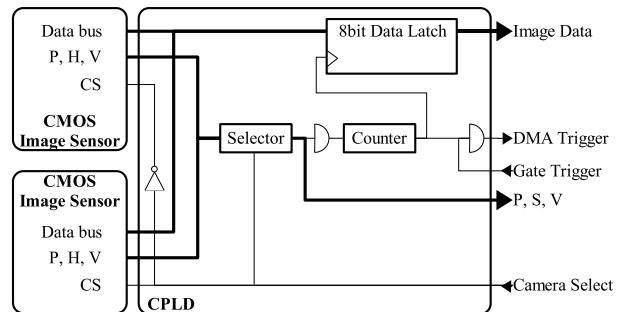 Data bus
P, H, V
CS
CMOS
Image Sensor
CMOS
Image Sensor
Data bus
P, H, V
CS
8bit Data Latch
Selector
Counter
CPLD
Image Data
DMA Trigger
Gate Trigger
P, S, V
Camera Select